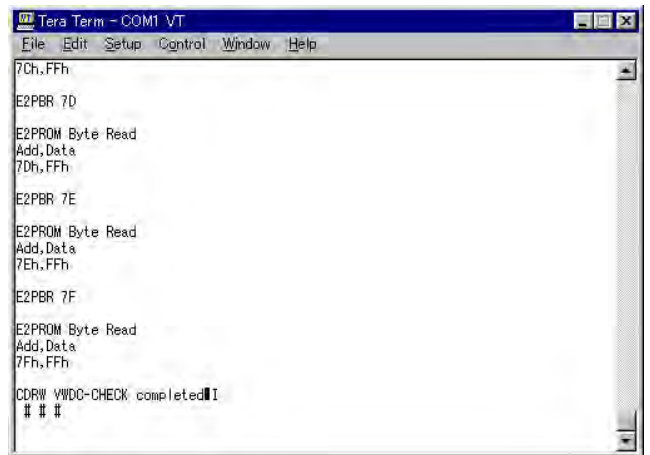 Tera Term - COM1 VT
File Edit Setup Control Window Help
7Ch,FFh
E2PBR 7D
E2PROM Byte Read
Add,Data
7Dh,FFh
E2PBR 7E
E2PROM Byte Read
Add,Data
7Eh,FFh
E2PBR 7F
E2PROM Byte Read
Add,Data
7Fh,FFh
CDRW VWDC-CHECK completed
# # #